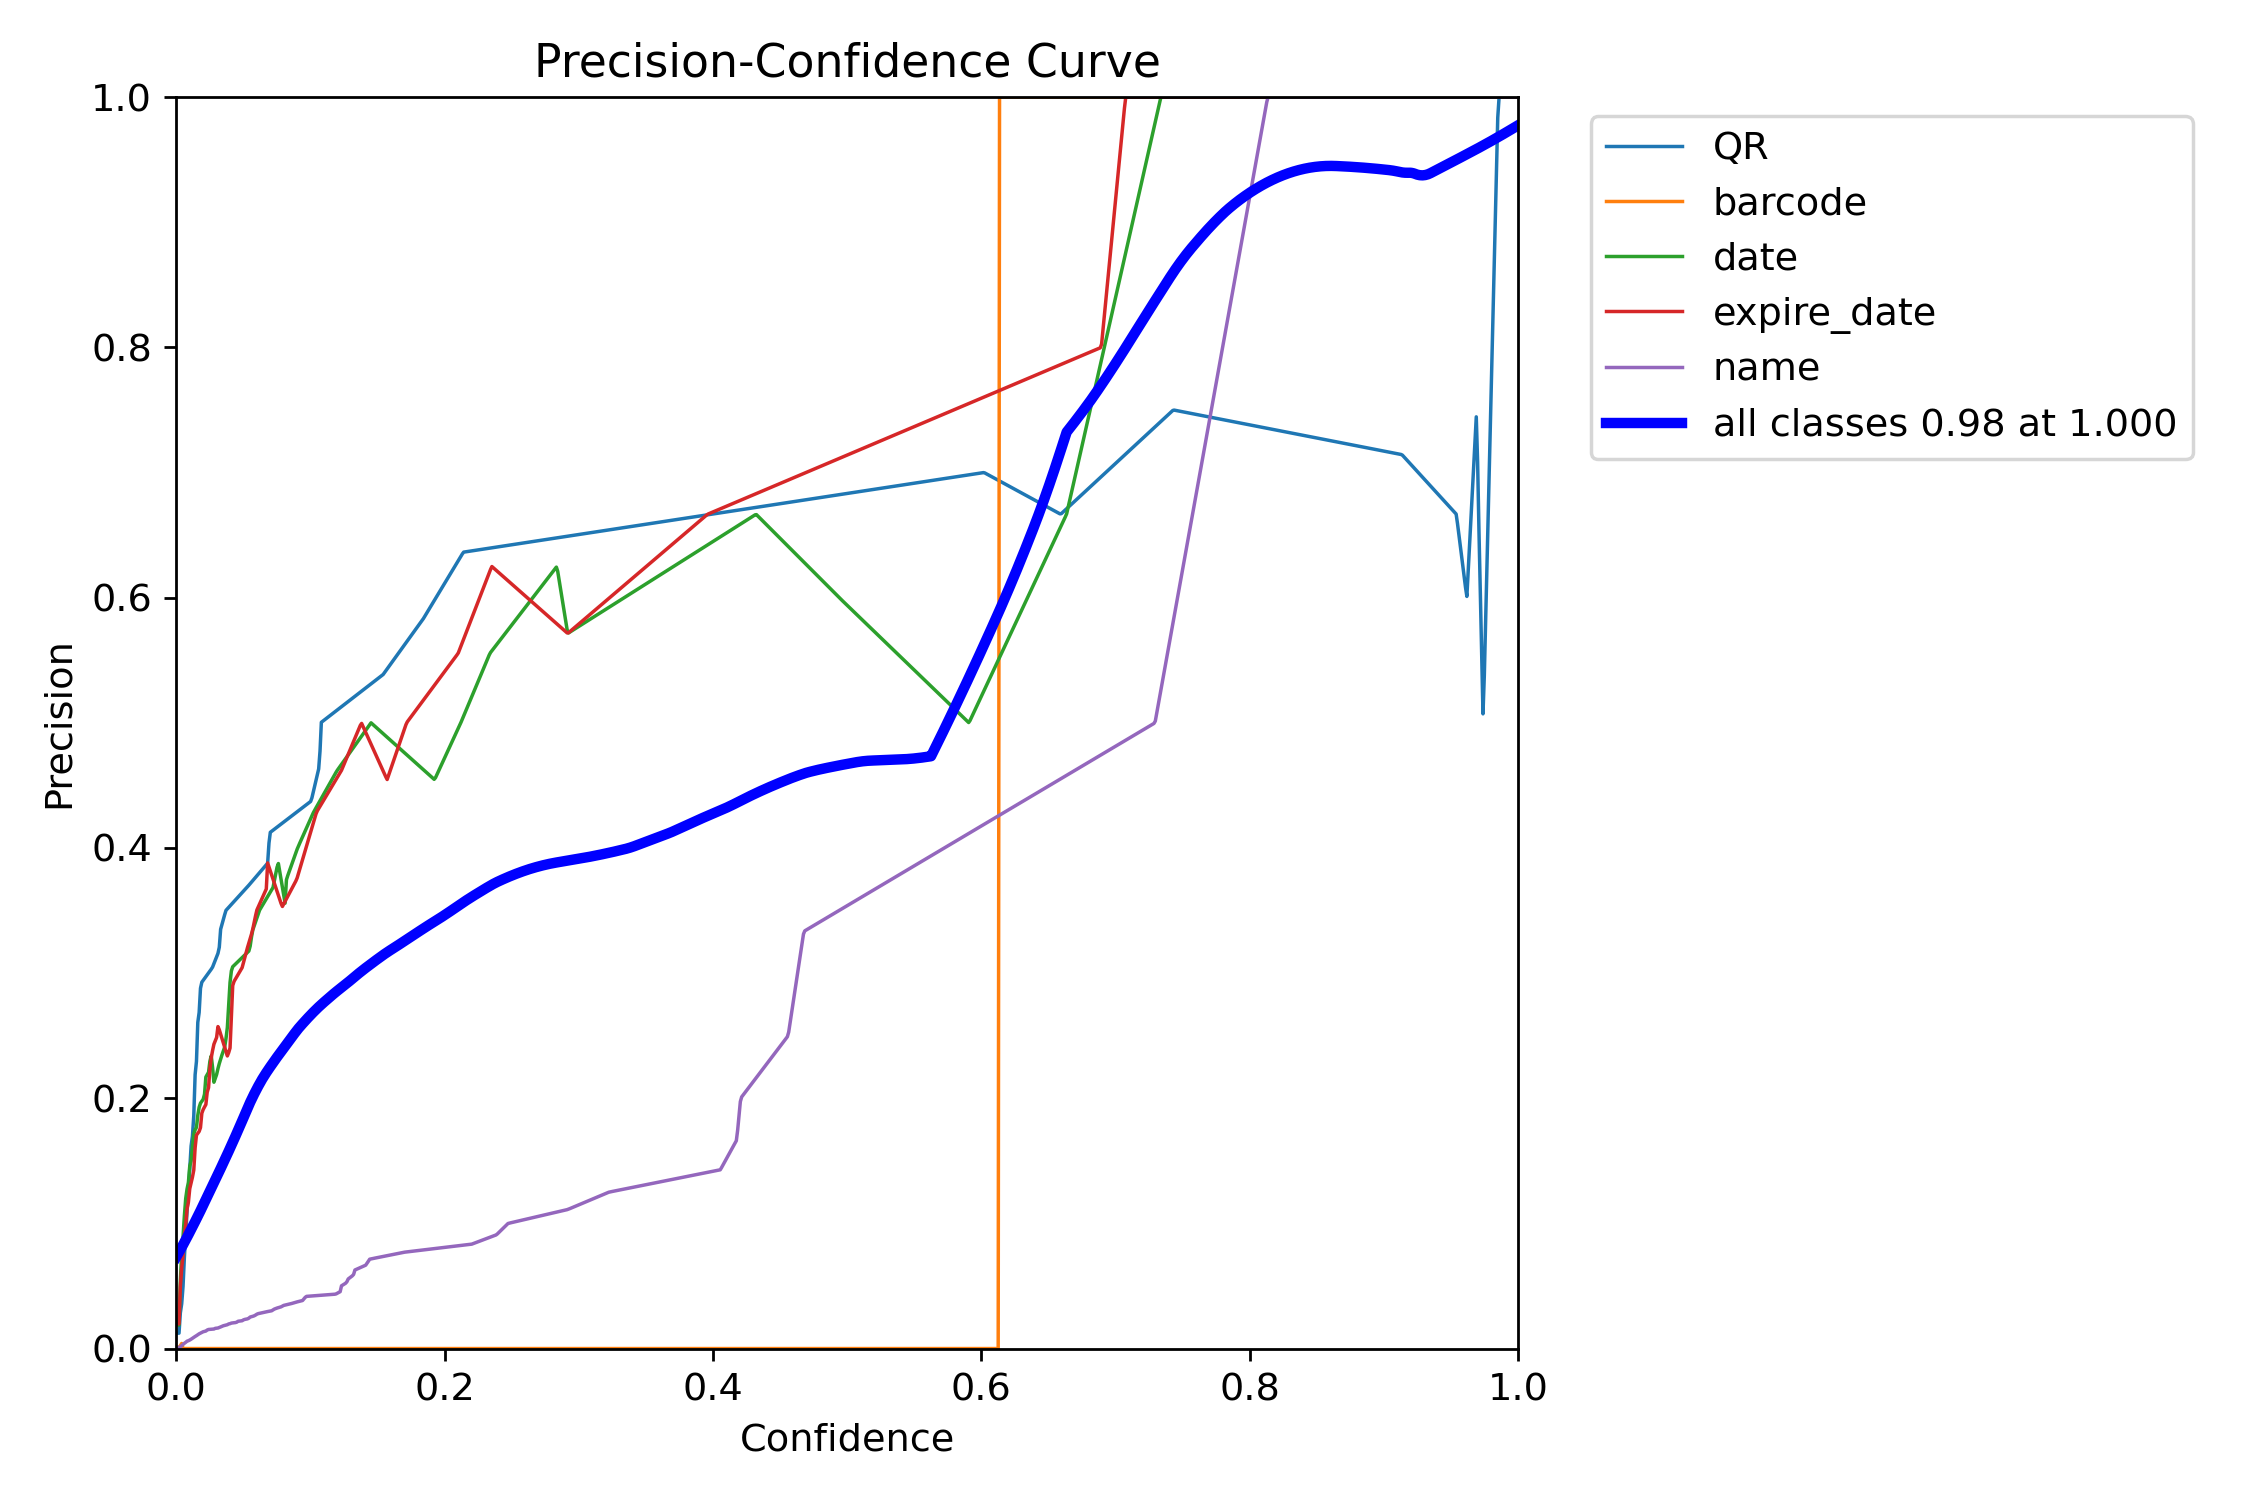 Precision-Confidence Curve
1.0
0.8
0.6
0.4
0.2
0.0
Precision
0.0 0.2 0.4 0.6 0.8 1.0
Confidence
QR
barcode
date
expire_date
name
all classes 0.98 at 1.000